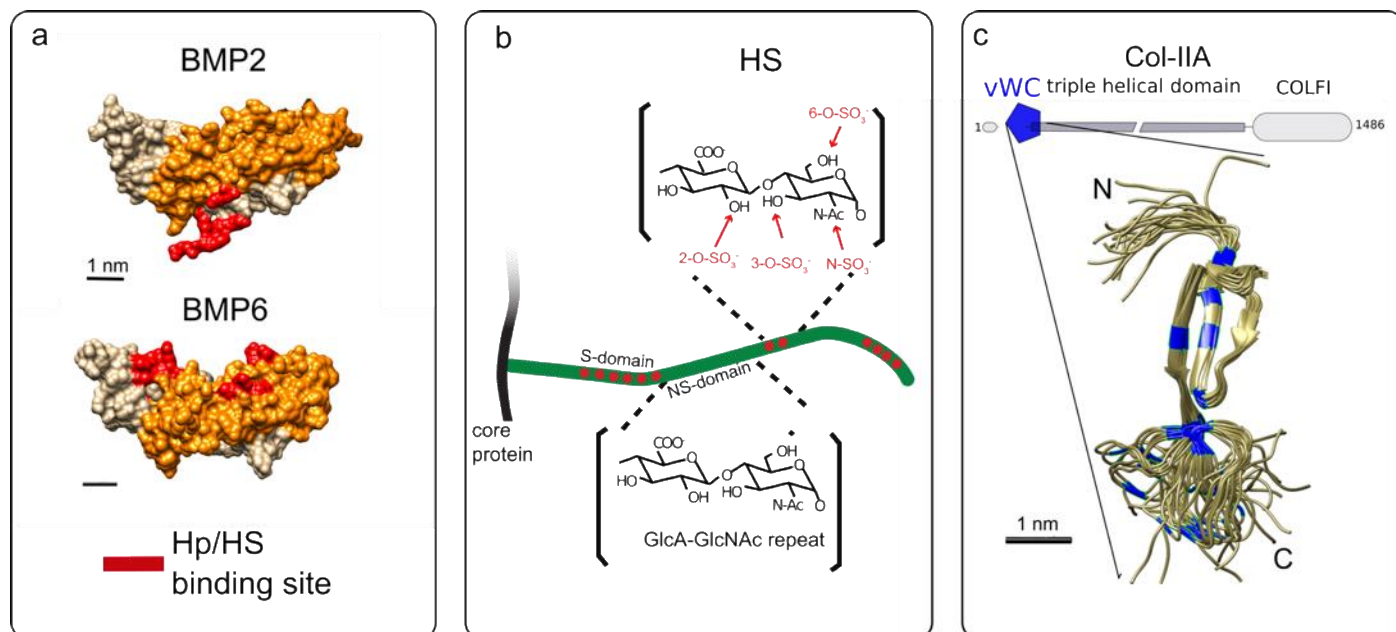 a
BMP2
1 nm
BMP6
Hp/HS
binding site
b
HS
6-O-SO₃⁻
COO⁻
OH
O
O
HO
OH
HO
N-Ac
O
2-O-SO₃⁻
3-O-SO₃⁻
N-SO₃⁻
S-domain
NS-domain
core
protein
COO⁻
OH
O
O
HO
OH
HO
N-Ac
O
GlcA-GlcNAc repeat
c
Col-IIA
vWC triple helical domain COLFI
1
1486
N
1 nm
C